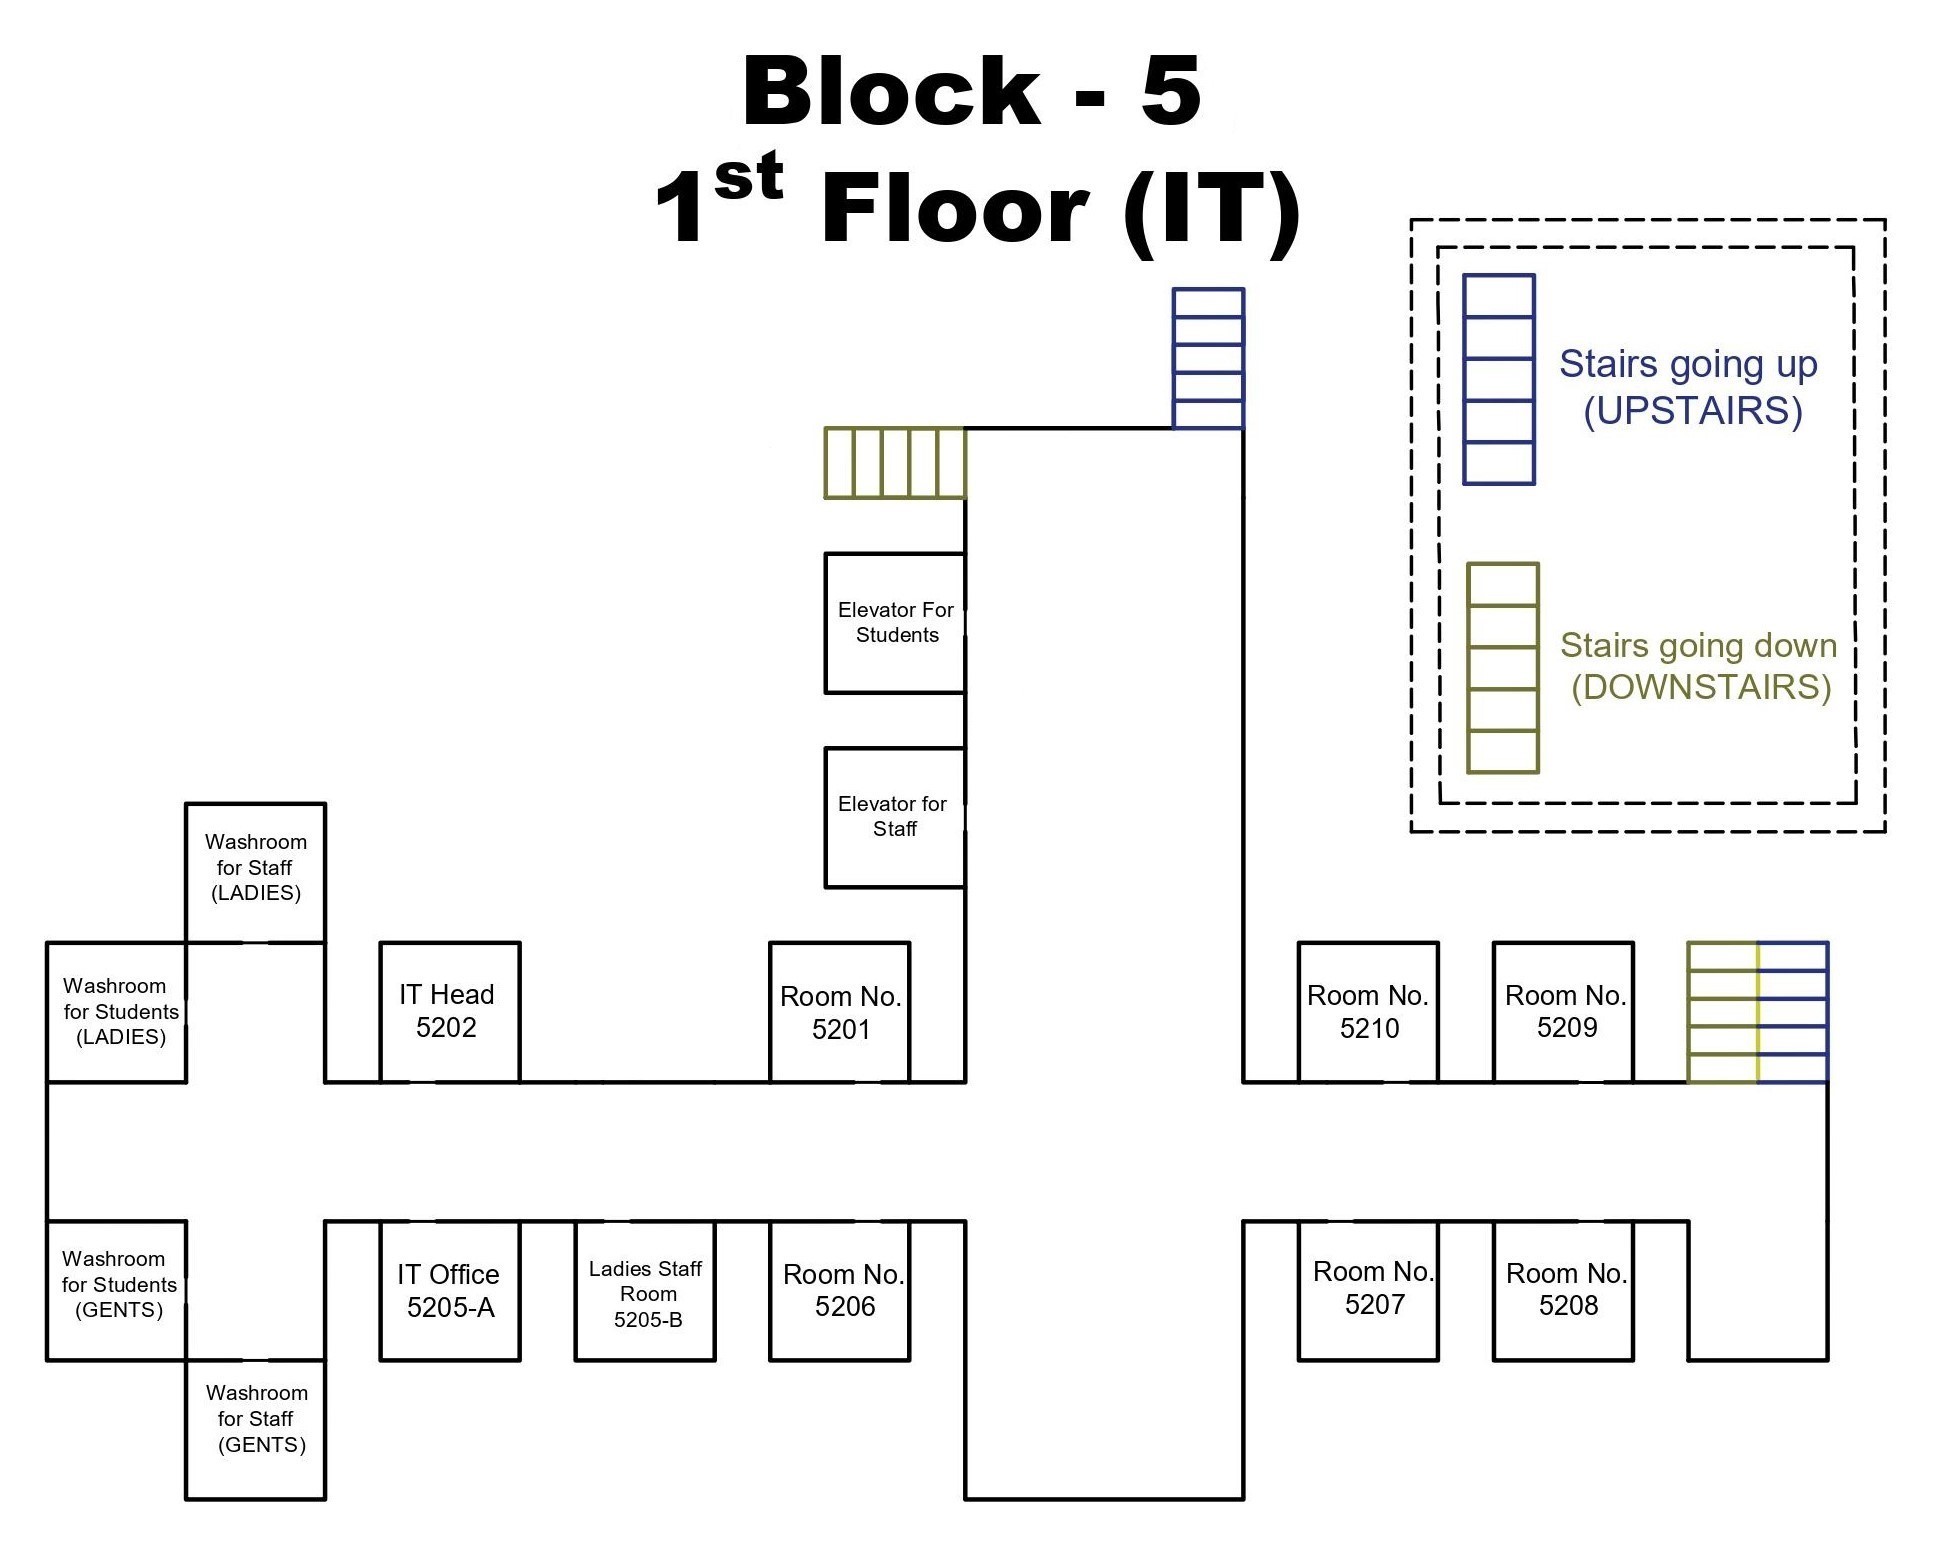 Block - 5
1st Floor (IT)
Stairs going up
(UPSTAIRS)
Stairs going down
(DOWNSTAIRS)
Elevator For
Students
Elevator for
Staff
Washroom
for Staff
(LADIES)
Washroom
for Students
(LADIES)
IT Head
5202
Room No.
5201
Room No.
5210
Room No.
5209
Washroom
for Students
(GENTS)
IT Office
5205-A
Ladies Staff
Room
5205-B
Room No.
5206
Room No.
5207
Room No.
5208
Washroom
for Staff
(GENTS)